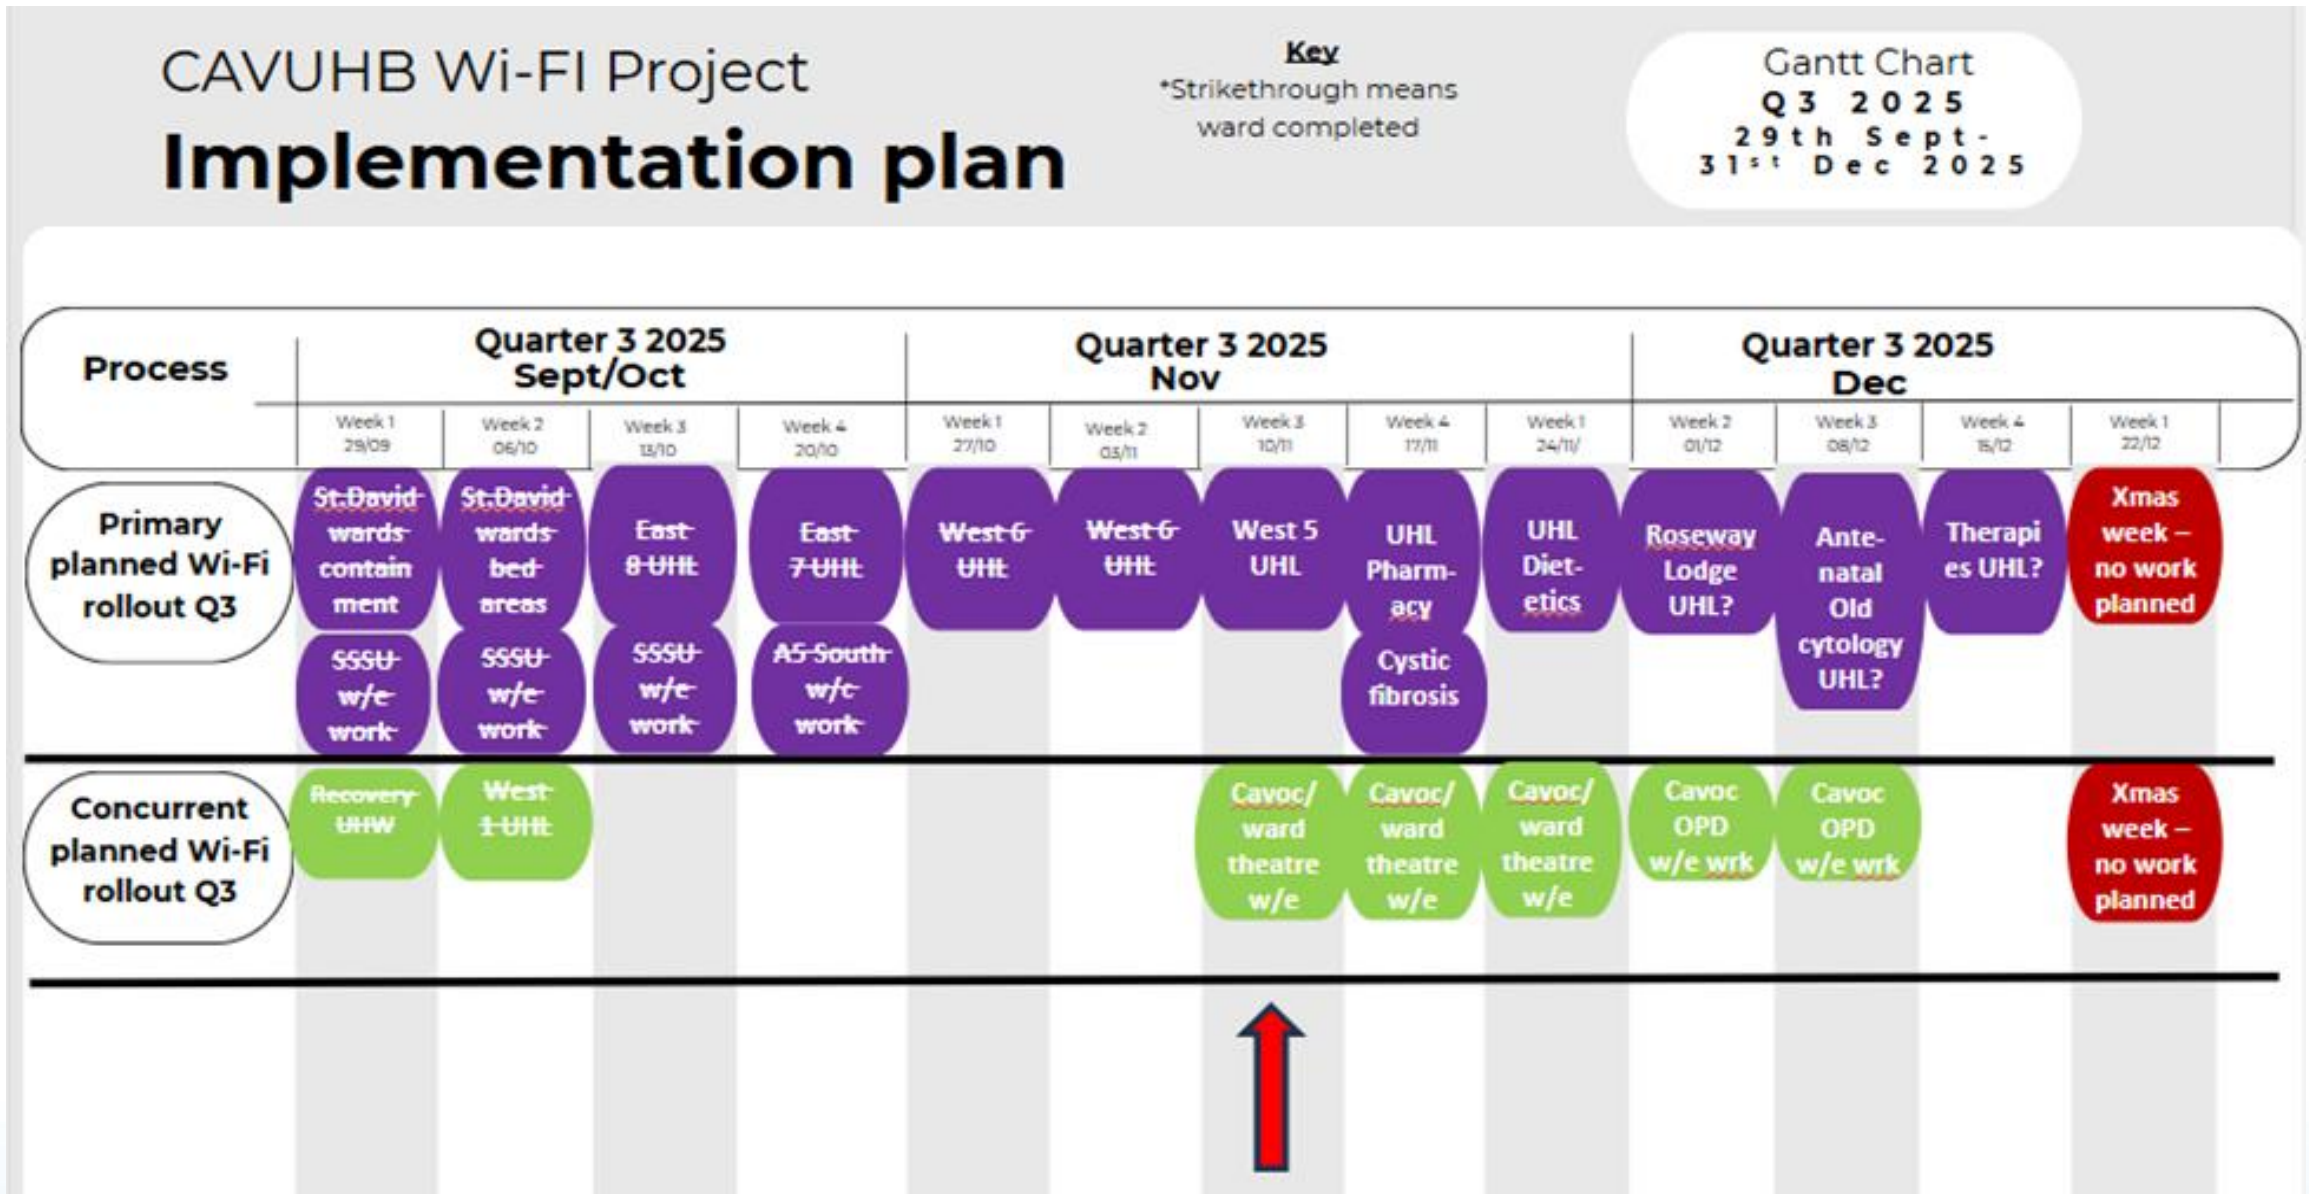 CAVUHB Wi-FI Project
Implementation plan
Key
*Strikethrough means
ward completed
Gantt Chart
Q3 2025
29th Sept-
31st Dec 2025
Process
Quarter 3 2025
Sept/Oct
Quarter 3 2025
Nov
Quarter 3 2025
Dec
Week 1
29/09
Week 2
06/10
Week 3
13/10
Week 4
20/10
Week 1
27/10
Week 2
03/11
Week 3
10/11
Week 4
17/11
Week 1
24/11/
Week 2
01/12
Week 3
08/12
Week 4
15/12
Week 1
22/12
Primary
planned Wi-Fi
rollout Q3
St.David
wards
contain
ment
St.David
wards
bed
areas
East
8 UHL
East
7 UHL
West 6
UHL
West 6
UHL
West 5
UHL
UHL
Pharm-
acy
UHL
Diet-
etics
Roseway
Lodge
UHL?
Ante-
natal
Old
cytology
UHL?
Therapi
es UHL?
Xmas
week –
no work
planned
SSSU
w/e
work
SSSU
w/e
work
SSSU
w/e
work
A5 South
w/c
work
Cystic
fibrosis
Concurrent
planned Wi-Fi
rollout Q3
Recovery
UHW
West
1 UHL
Cavoc/
ward
theatre
w/e
Cavoc/
ward
theatre
w/e
Cavoc/
ward
theatre
w/e
Cavoc
OPD
w/e wrk
Cavoc
OPD
w/e wrk
Xmas
week –
no work
planned